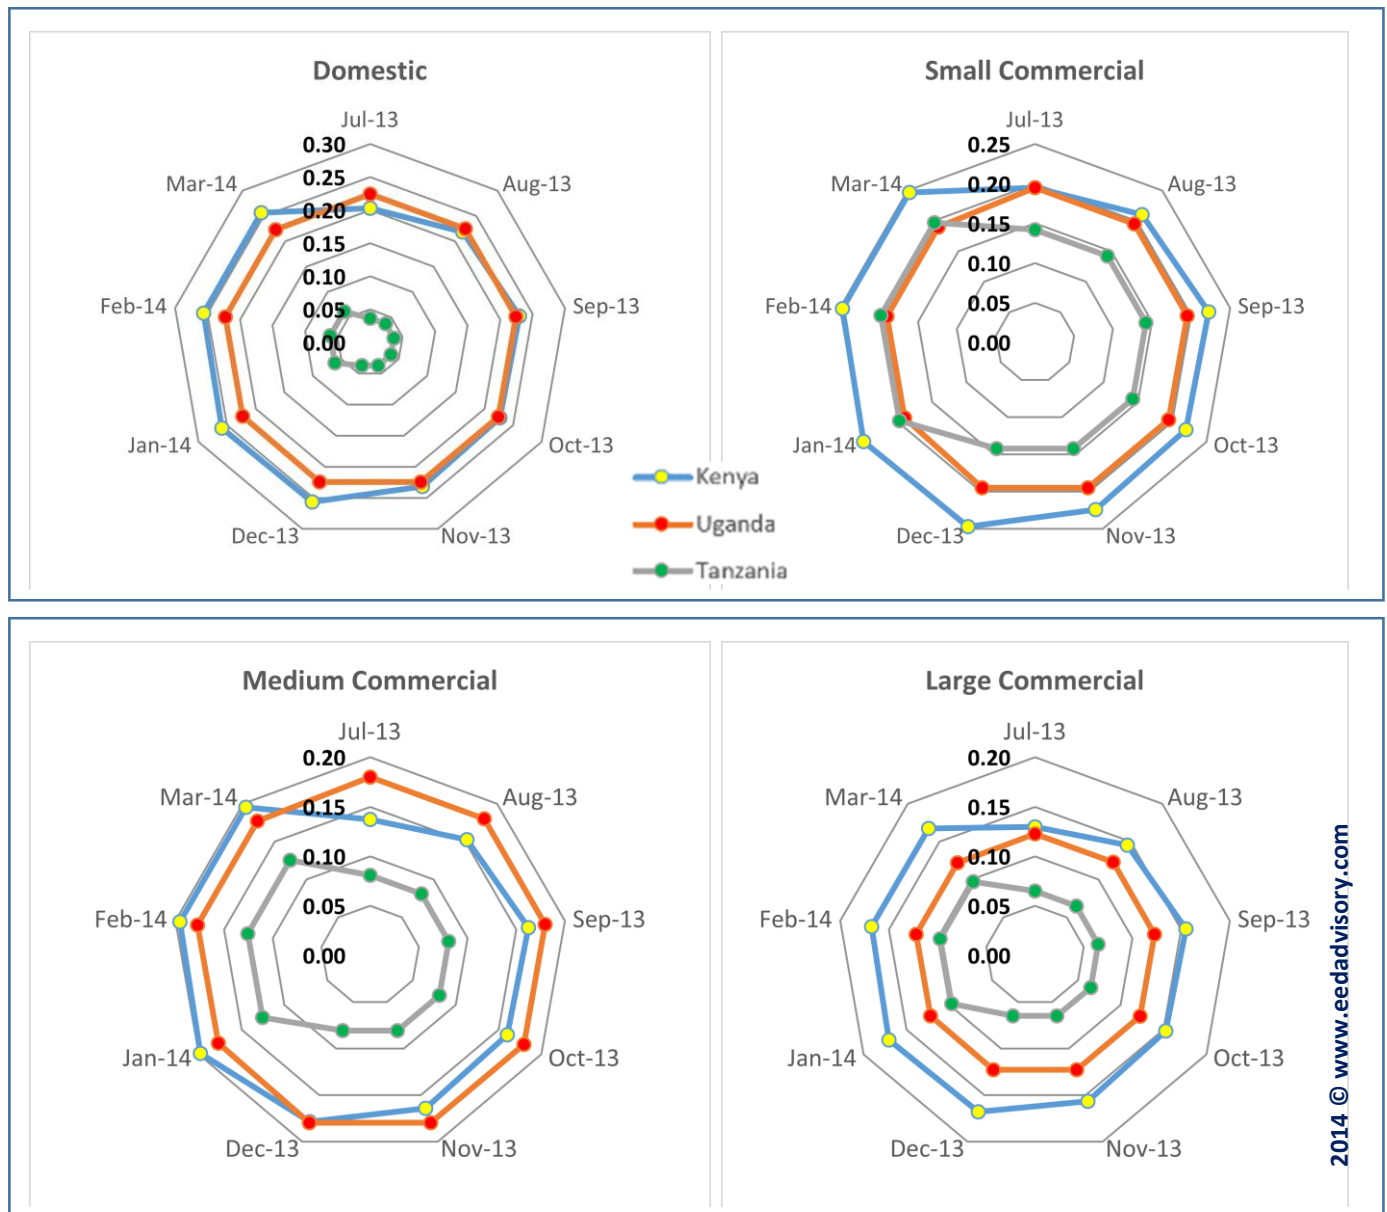 Domestic
Jul-13
0.30
0.25
0.20
0.15
0.10
0.05
0.00
Aug-13
Sep-13
Oct-13
Nov-13
Dec-13
Jan-14
Feb-14
Mar-14
Small Commercial
Jul-13
0.25
0.20
0.15
0.10
0.05
0.00
Aug-13
Sep-13
Oct-13
Nov-13
Dec-13
Jan-14
Feb-14
Mar-14
Kenya
Uganda
Tanzania
Medium Commercial
Jul-13
0.20
0.15
0.10
0.05
0.00
Aug-13
Sep-13
Oct-13
Nov-13
Dec-13
Jan-14
Feb-14
Mar-14
Large Commercial
Jul-13
0.20
0.15
0.10
0.05
0.00
Aug-13
Sep-13
Oct-13
Nov-13
Dec-13
Jan-14
Feb-14
Mar-14
2014 © www.eedadvisory.com